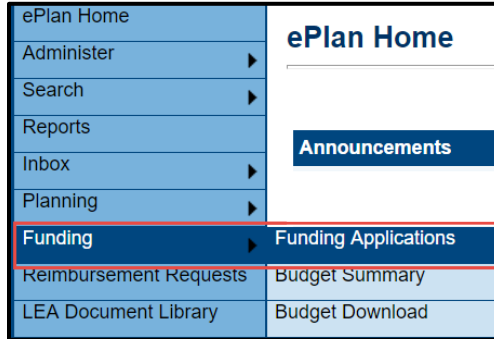 ePlan Home
Administer
Search
Reports
Inbox
Planning
Funding
Reimbursement Requests
LEA Document Library
ePlan Home
Announcements
Funding Applications
Budget Summary
Budget Download